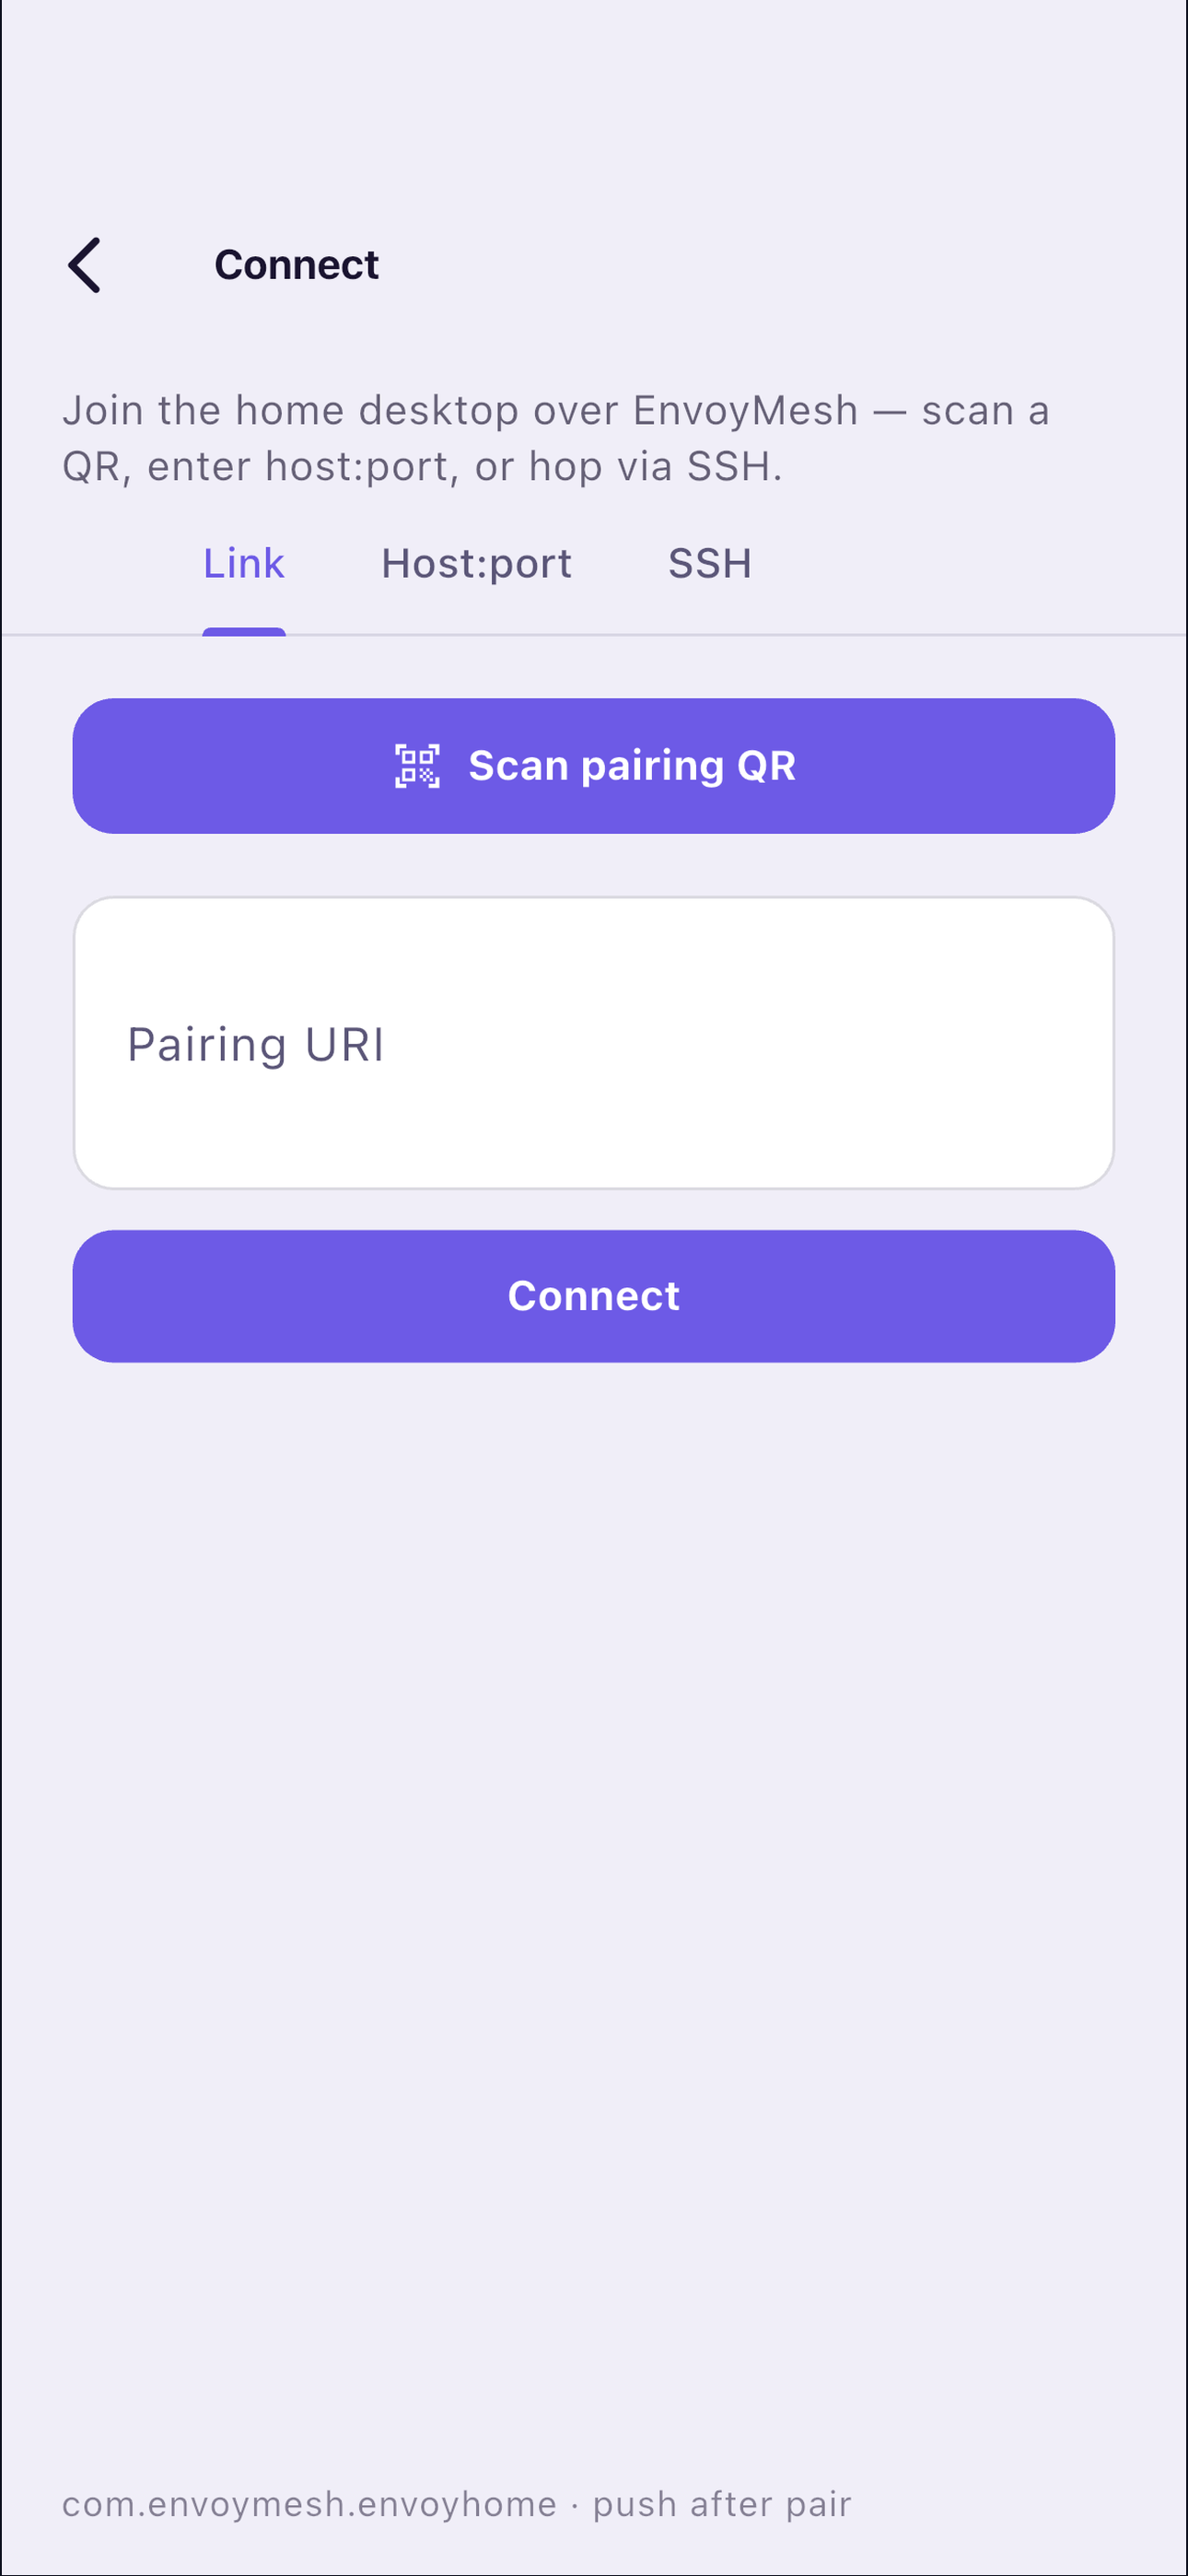 Connect
Join the home desktop over EnvoyMesh — scan a
QR, enter host:port, or hop via SSH.
Link Host:port SSH
Scan pairing QR
Pairing URI
Connect
com.envoymesh.envoyhome · push after pair